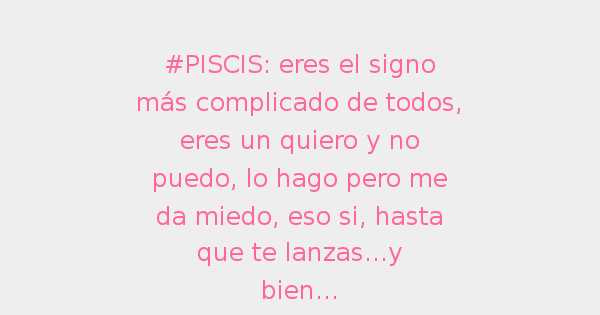 #PISCIS: eres el signo
más complicado de todos,
eres un quiero y no
puedo, lo hago pero me
da miedo, eso si, hasta
que te lanzas...y
bien...